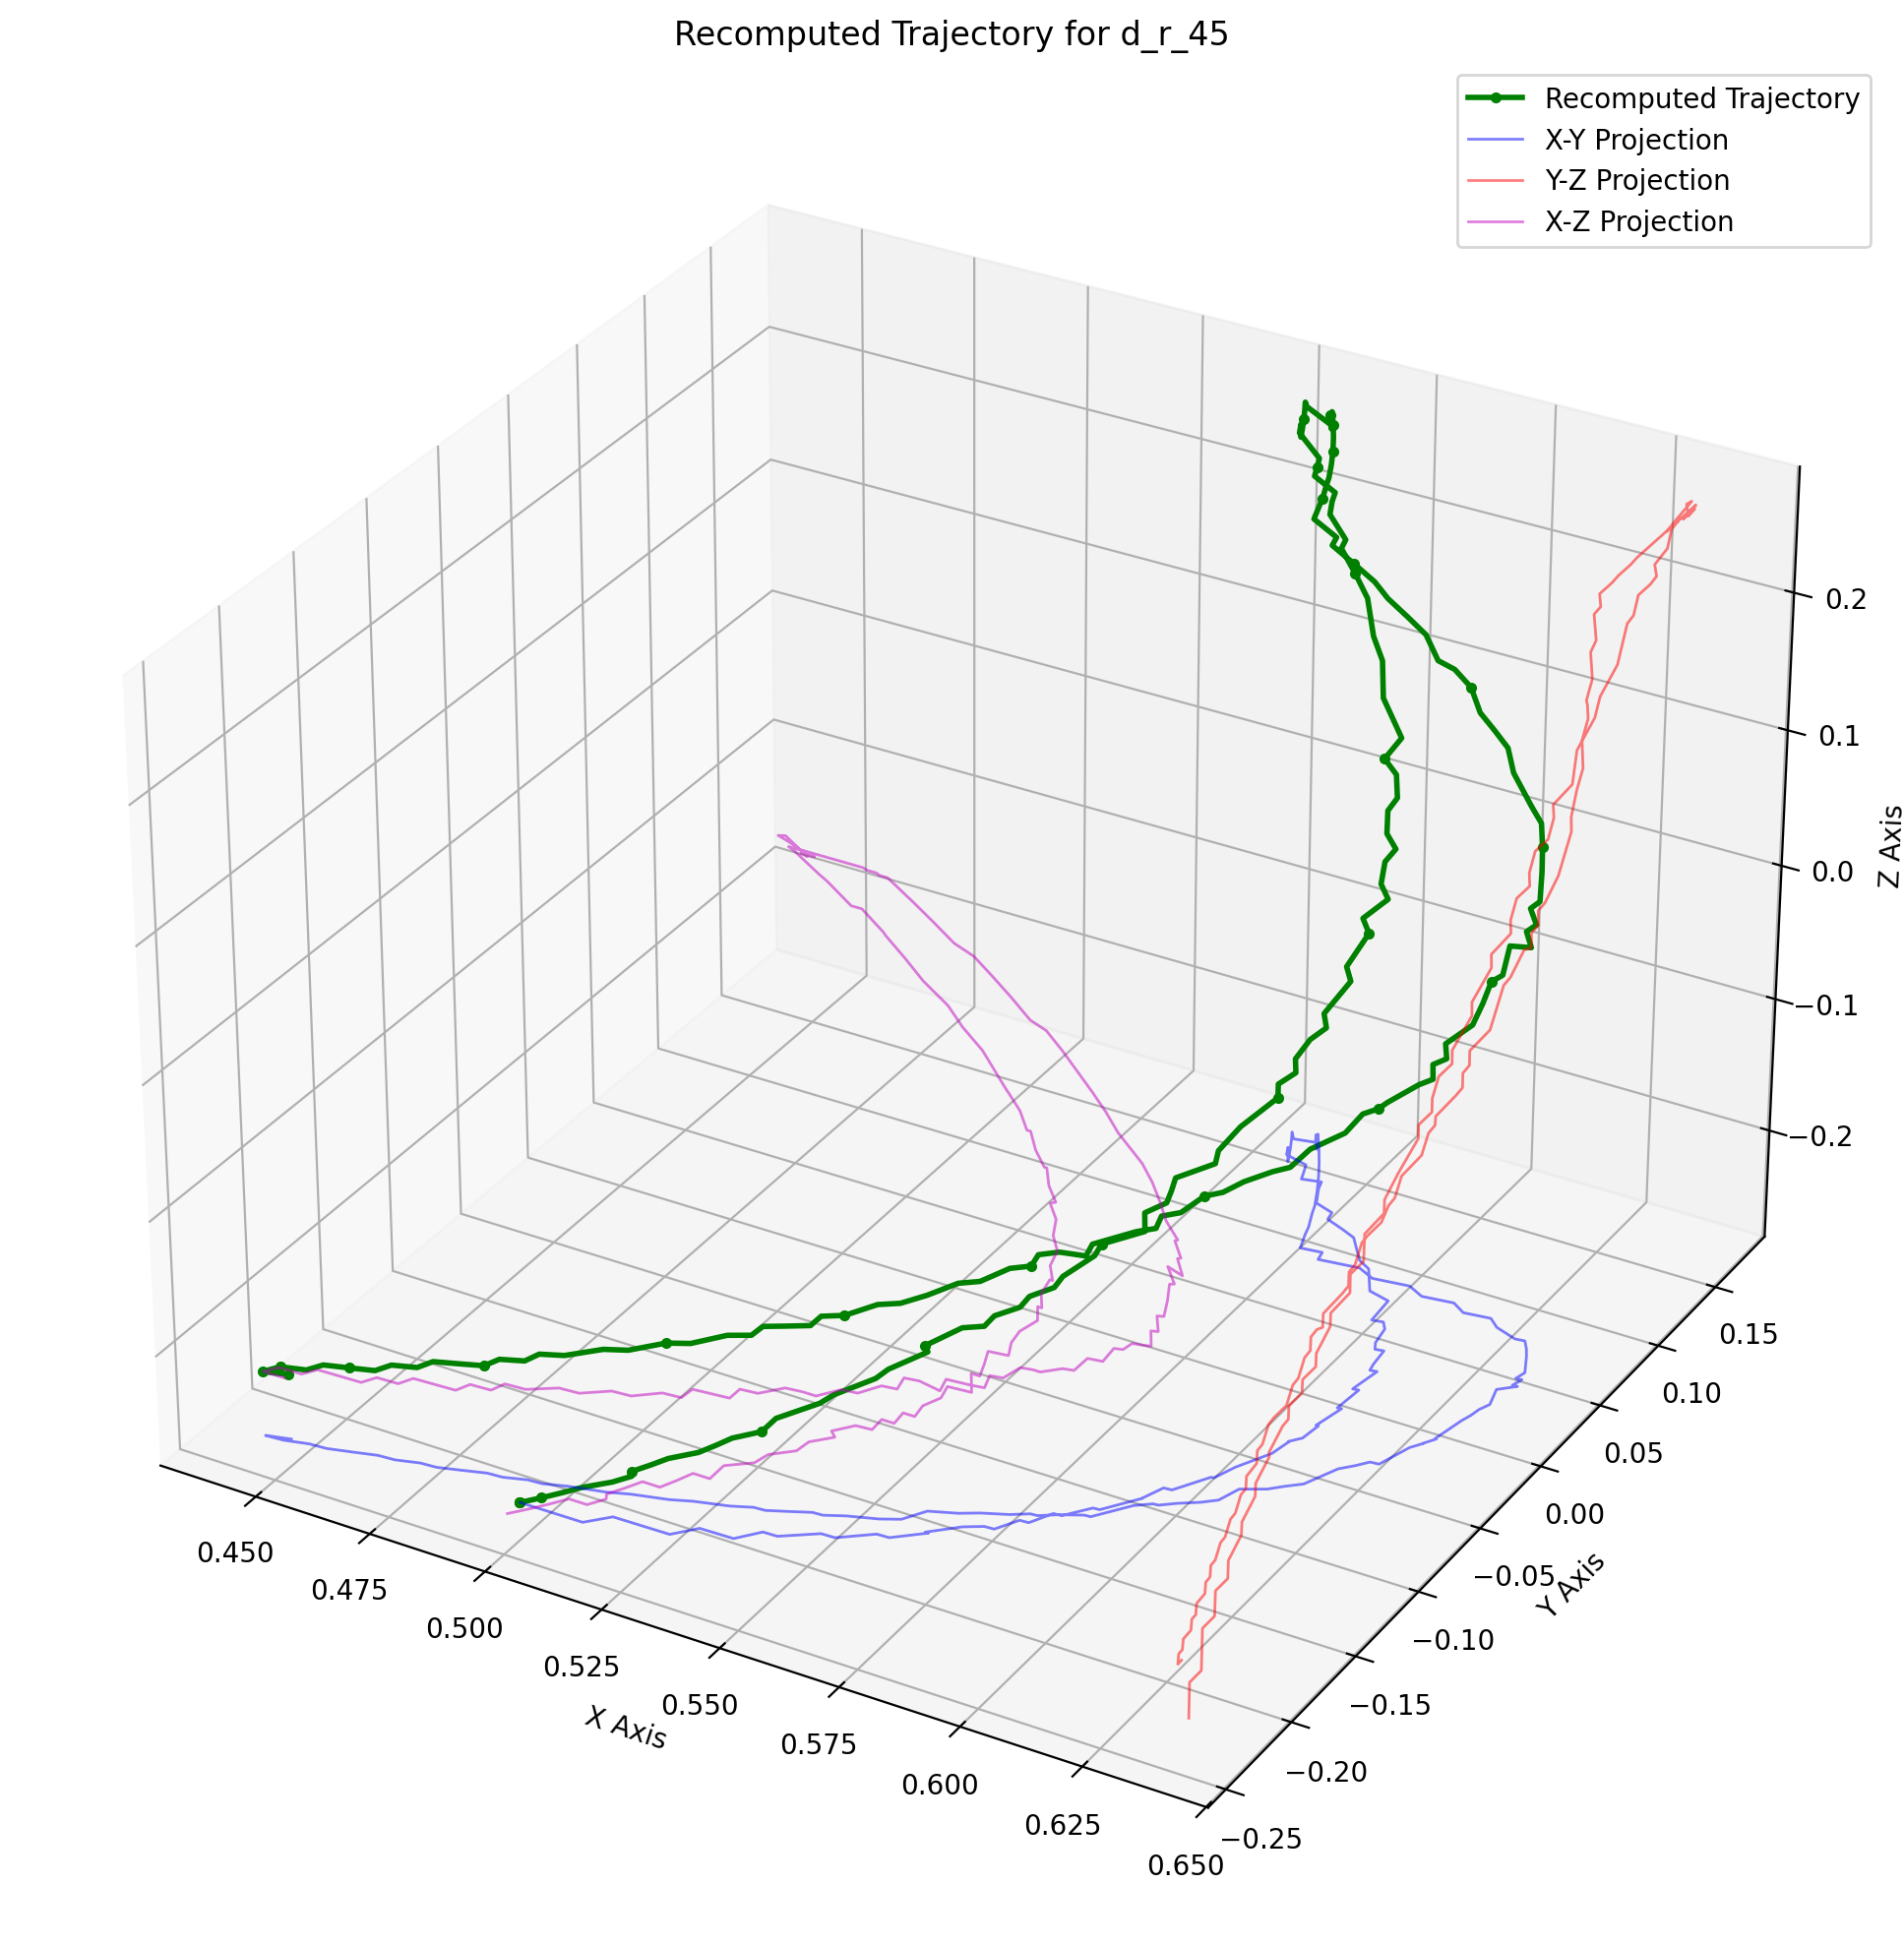 Recomputed Trajectory for d_r_45
Recomputed Trajectory
X-Y Projection
Y-Z Projection
X-Z Projection
0.2
0.1
0.0
−0.1
−0.2
Z Axis
0.15
0.10
0.05
0.00
−0.05
−0.10
−0.15
−0.20
−0.25
Y Axis
0.450
0.475
0.500
0.525
0.550
0.575
0.600
0.625
0.650
X Axis